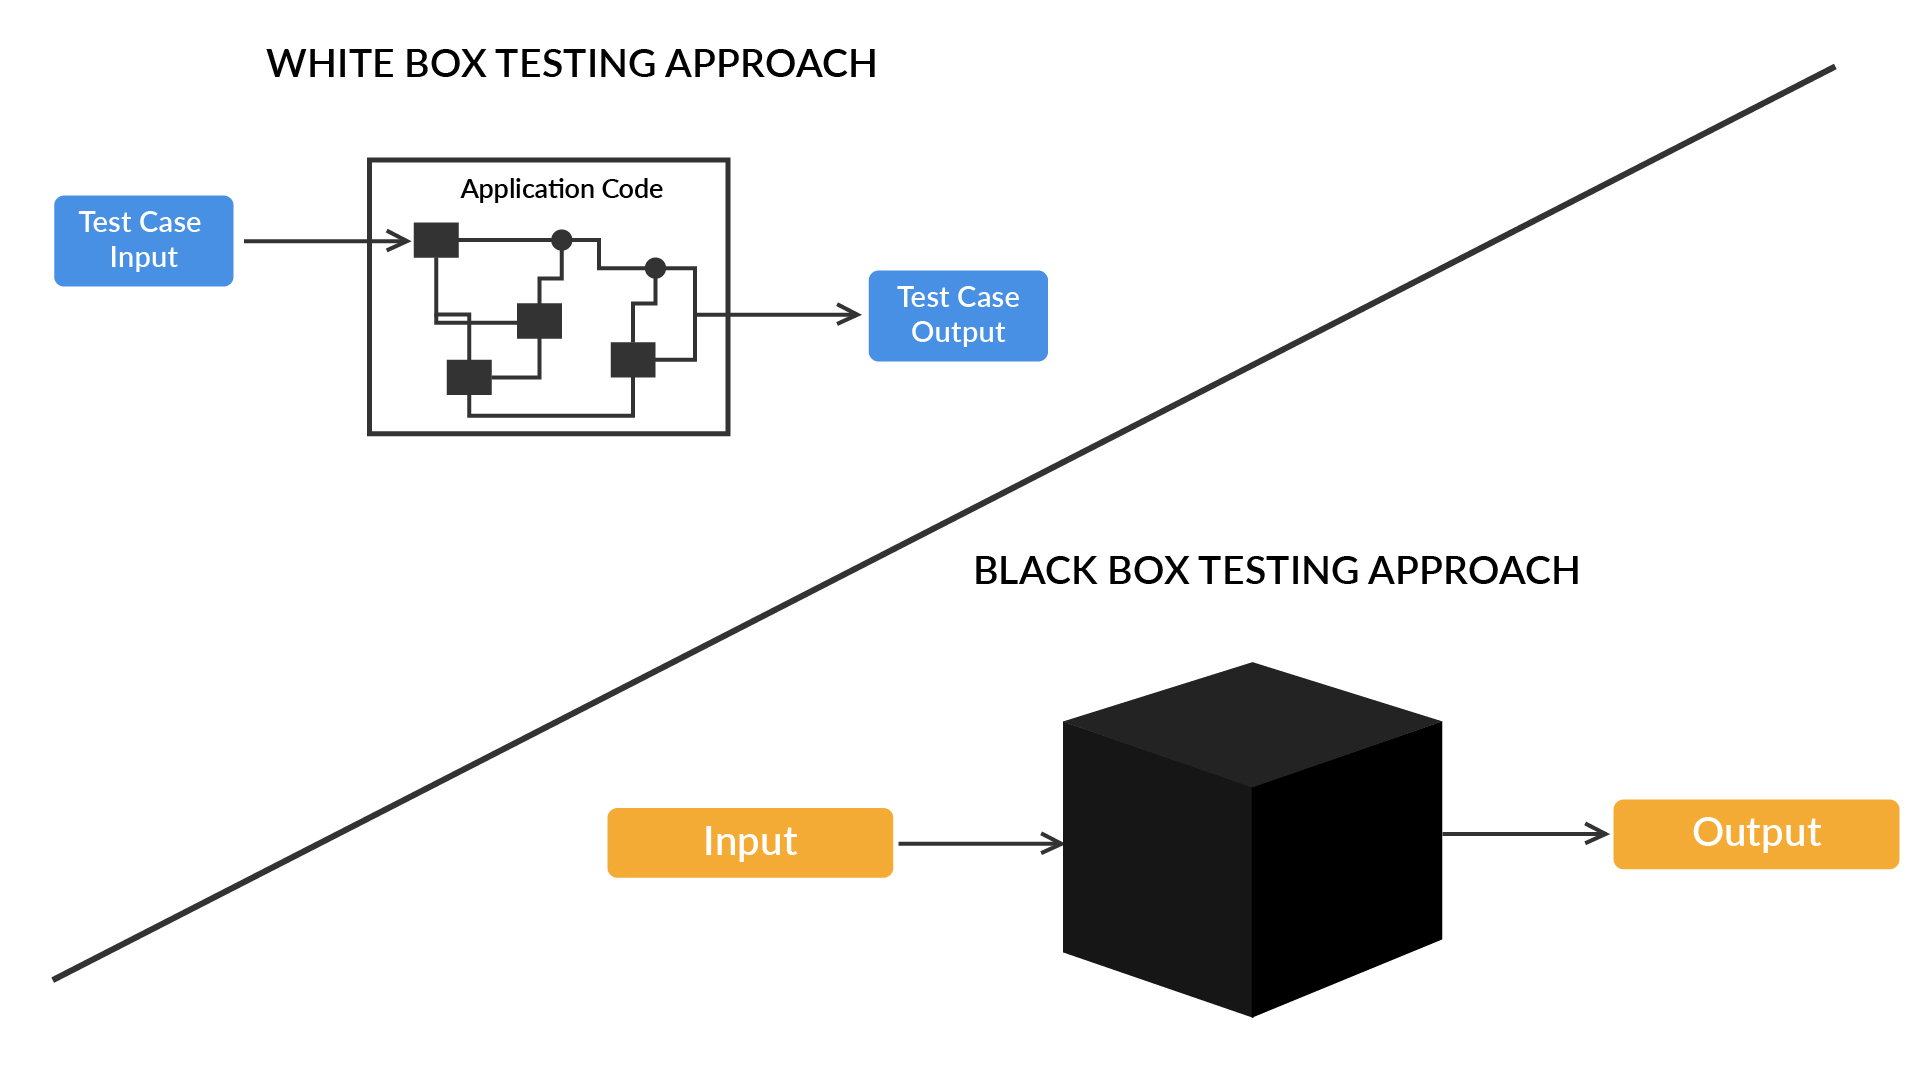 WHITE BOX TESTING APPROACH
Application Code
Test Case
Input
Test Case
Output
BLACK BOX TESTING APPROACH
Input
Output